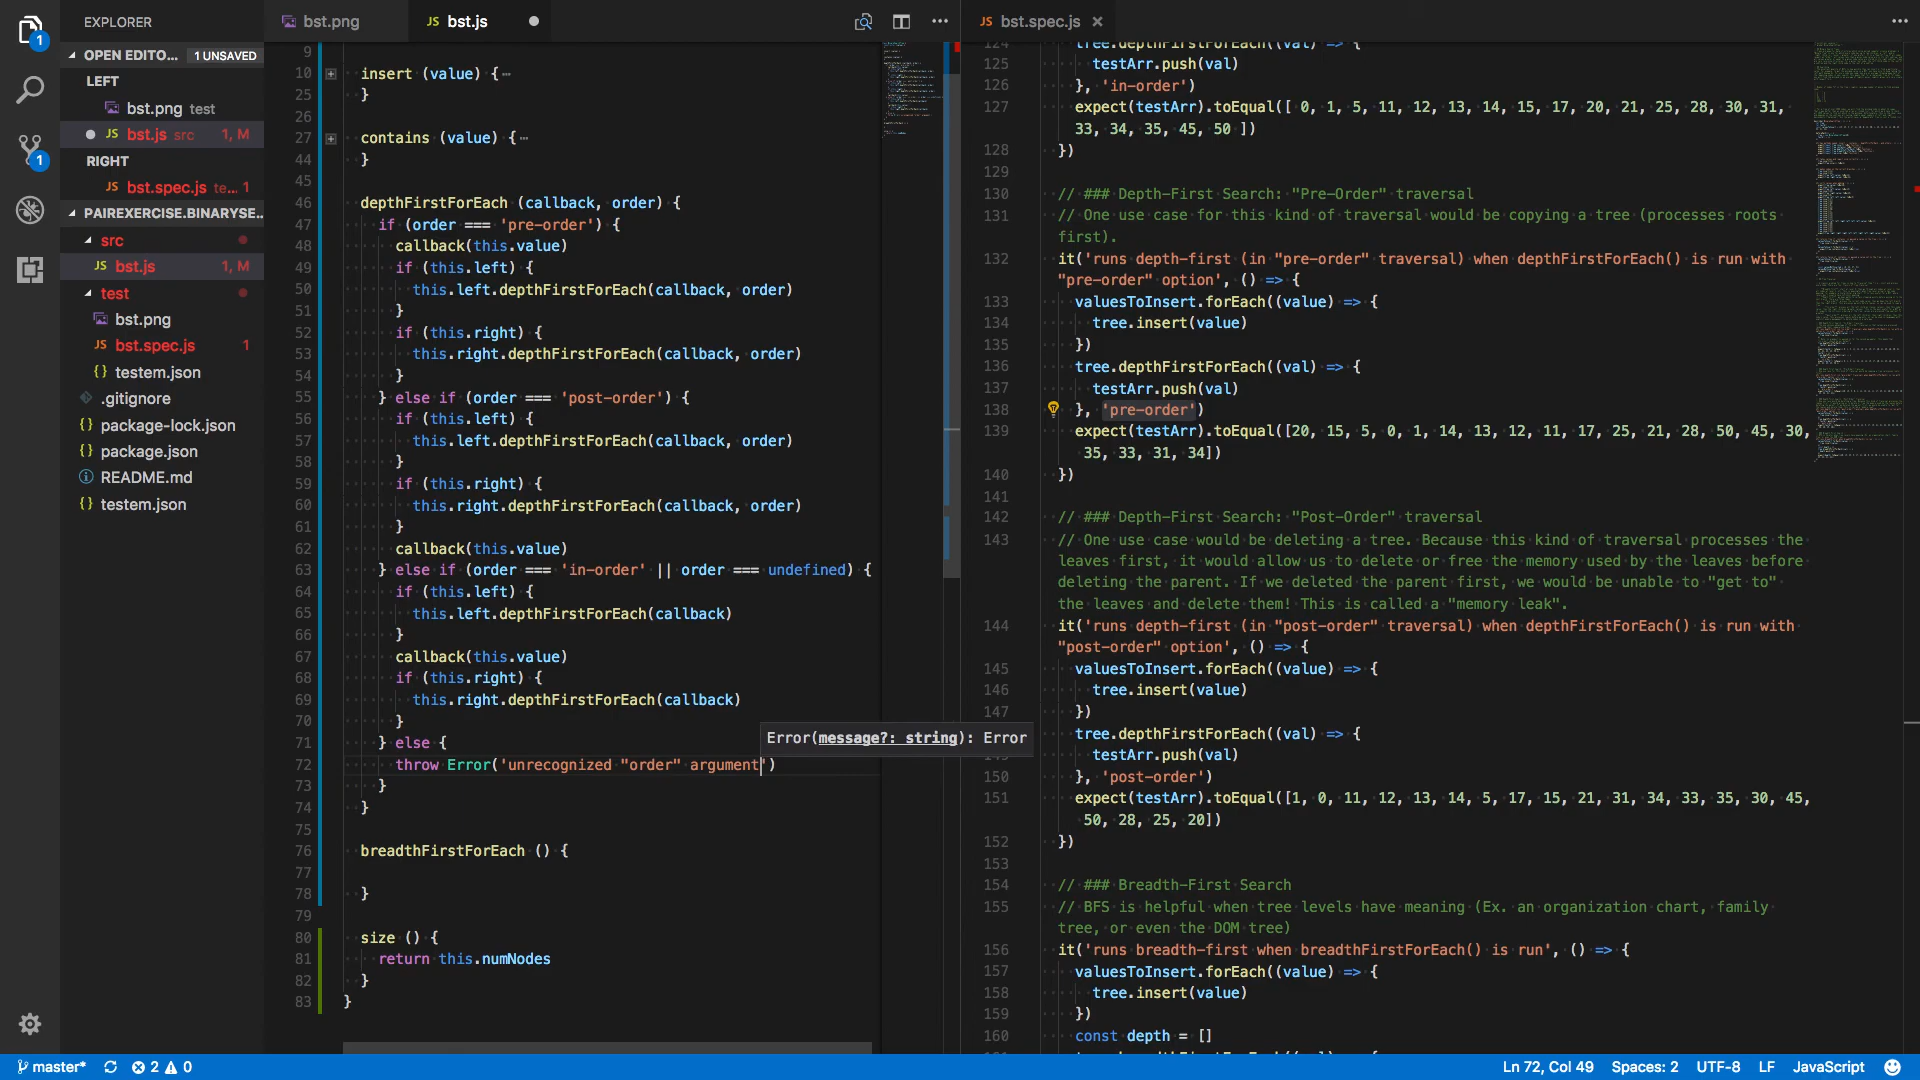 EXPLORER
OPEN EDITO... 1 UNSAVED
LEFT
bst.png test
bst.js src 1, M
RIGHT
bst.spec.js te... 1
PAIREXERCISE.BINARYSE...
src
bst.js 1, M
test
bst.png
bst.spec.js 1
testem.json
.gitignore
package-lock.json
package.json
README.md
testem.json
1
1
bst.png
JS bst.js
9
10 insert (value) {
25 }
26
27 contains (value) {
44 }
45
46 depthFirstForEach (callback, order) {
47 if (order === 'pre-order') {
48 callback(this.value)
49 if (this.left) {
50 this.left.depthFirstForEach(callback, order)
51 }
52 if (this.right) {
53 this.right.depthFirstForEach(callback, order)
54 }
55 } else if (order === 'post-order') {
56 if (this.left) {
57 this.left.depthFirstForEach(callback, order)
58 }
59 if (this.right) {
60 this.right.depthFirstForEach(callback, order)
61 }
62 callback(this.value)
63 } else if (order === 'in-order' || order === undefined) {
64 if (this.left) {
65 this.left.depthFirstForEach(callback)
66 }
67 callback(this.value)
68 if (this.right) {
69 this.right.depthFirstForEach(callback)
70 }
71 } else {
Error(message?: string): Error
72 throw Error('unrecognized "order" argument')
73 }
74 }
75
76 breadthFirstForEach () {
77
78 }
79
80 size () {
81 return this.numNodes
82 }
83 }
JS bst.spec.js
124 tree.depthFirstForEach((val) => {
125 testArr.push(val)
126 }, 'in-order')
127 expect(testArr).toEqual([ 0, 1, 5, 11, 12, 13, 14, 15, 17, 20, 21, 25, 28, 30, 31,
33, 34, 35, 45, 50 ])
128 })
129
130 // ### Depth-First Search: "Pre-Order" traversal
131 // One use case for this kind of traversal would be copying a tree (processes roots
first).
132 it('runs depth-first (in "pre-order" traversal) when depthFirstForEach() is run with
"pre-order" option', () => {
133 valuesToInsert.forEach((value) => {
134 tree.insert(value)
135 })
136 tree.depthFirstForEach((val) => {
137 testArr.push(val)
138 }, 'pre-order')
139 expect(testArr).toEqual([20, 15, 5, 0, 1, 14, 13, 12, 11, 17, 25, 21, 28, 50, 45, 30,
35, 33, 31, 34])
140 })
141
142 // ### Depth-First Search: "Post-Order" traversal
143 // One use case would be deleting a tree. Because this kind of traversal processes the
leaves first, it would allow us to delete or free the memory used by the leaves before
deleting the parent. If we deleted the parent first, we would be unable to "get to"
the leaves and delete them! This is called a "memory leak".
144 it('runs depth-first (in "post-order" traversal) when depthFirstForEach() is run with
"post-order" option', () => {
145 valuesToInsert.forEach((value) => {
146 tree.insert(value)
147 })
tree.depthFirstForEach((val) => {
testArr.push(val)
150 }, 'post-order')
151 expect(testArr).toEqual([1, 0, 11, 12, 13, 14, 5, 17, 15, 21, 31, 34, 33, 35, 30, 45,
50, 28, 25, 20])
152 })
153
154 // ### Breadth-First Search
155 // BFS is helpful when tree levels have meaning (Ex. an organization chart, family
tree, or even the DOM tree)
156 it('runs breadth-first when breadthFirstForEach() is run', () => {
157 valuesToInsert.forEach((value) => {
158 tree.insert(value)
159 })
160 const depth = []
master* 2 0
Ln 72, Col 49 Spaces: 2 UTF-8 LF JavaScript